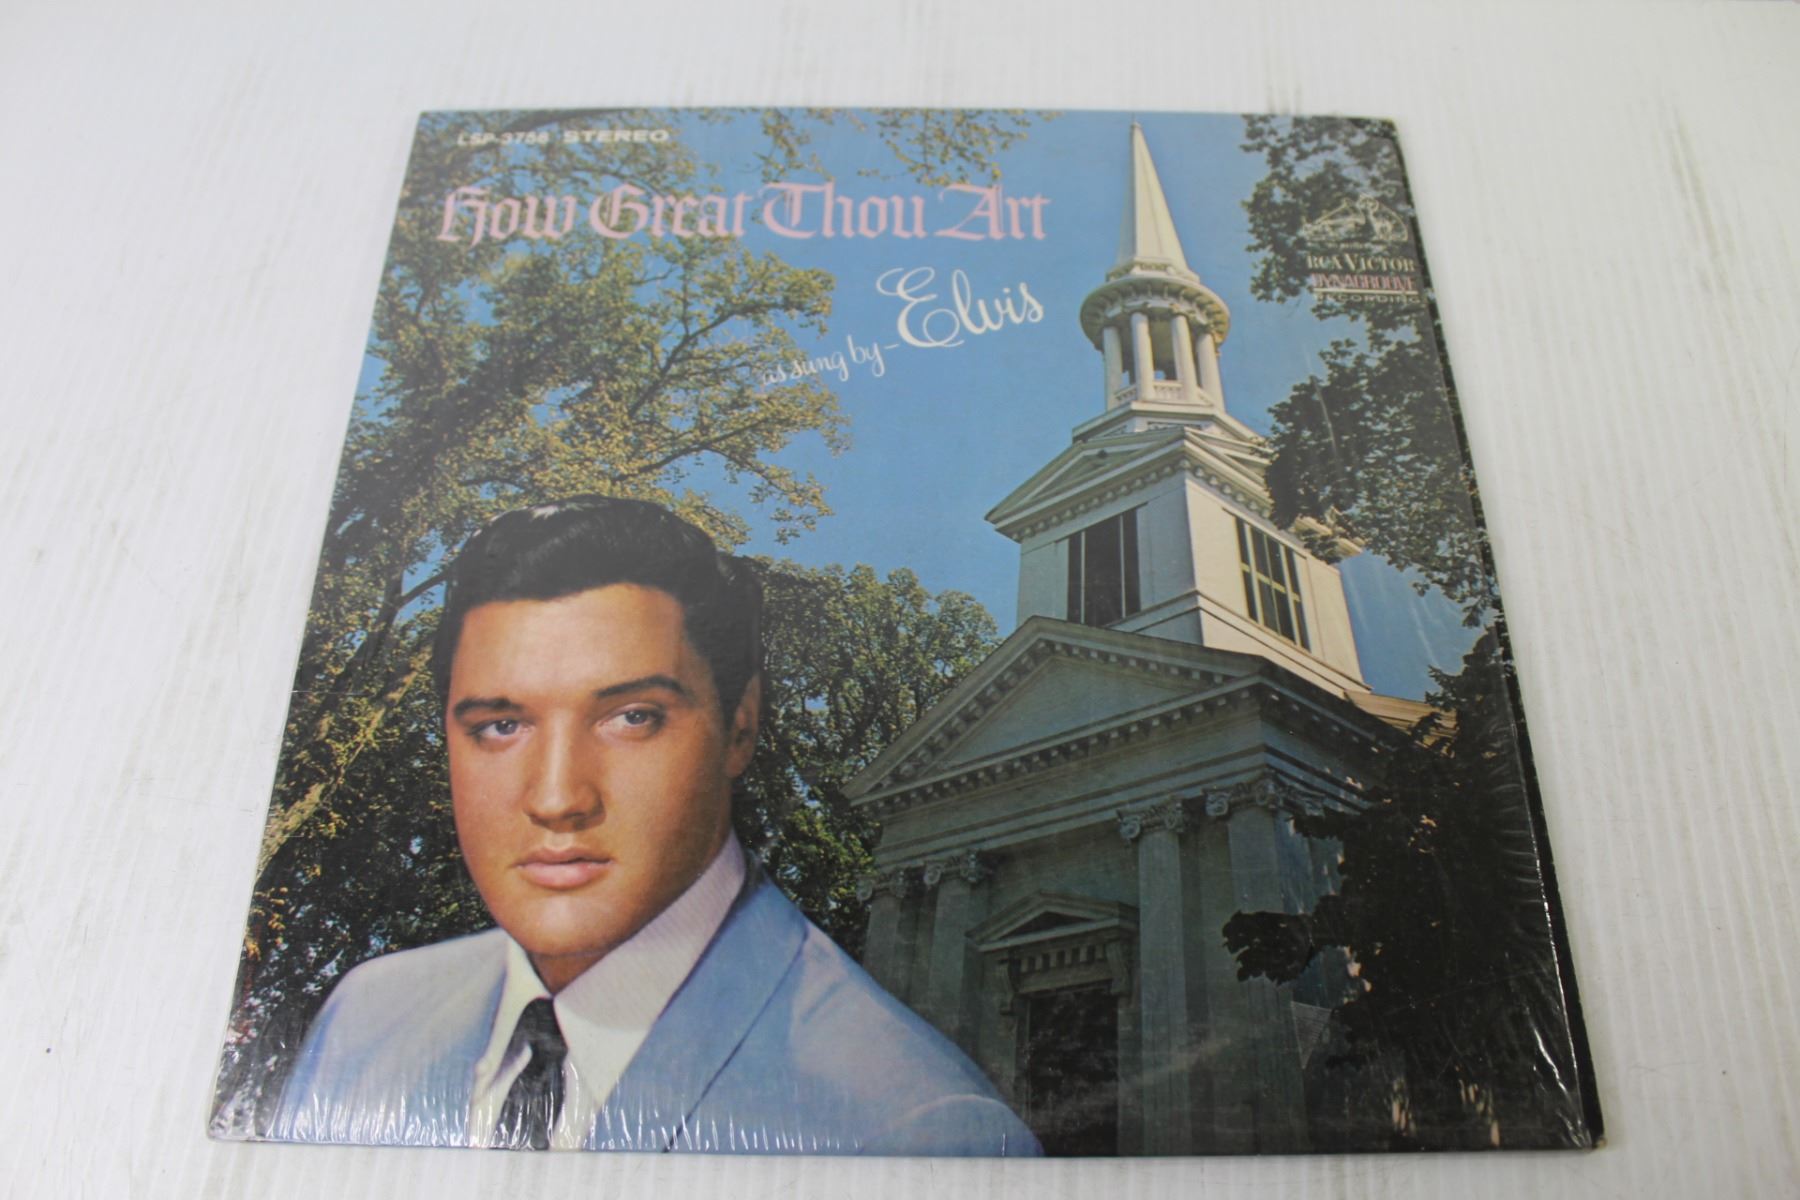 LSP-3758 STEREO
How Great Thou Art
as sung by-Elvis
RCA VICTOR
DYNAGROOVE
RECORDING